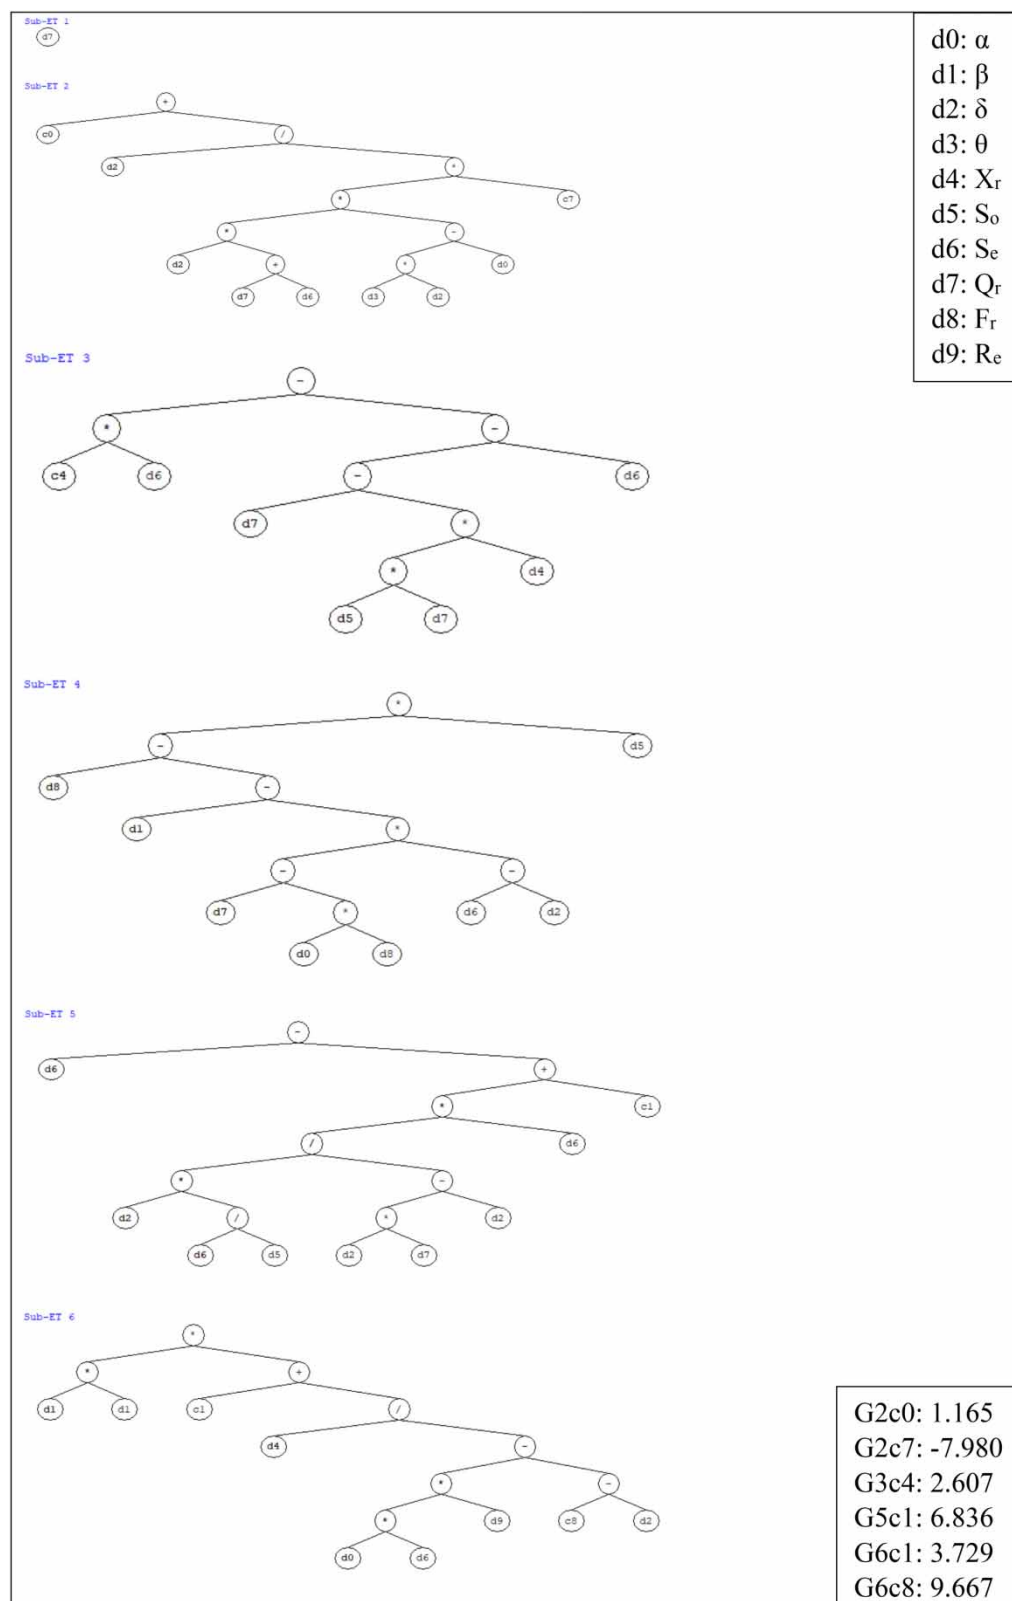 Sub-ET 1
d7
d0: α
d1: β
d2: δ
d3: θ
d4: Xr
d5: So
d6: Se
d7: Qr
d8: Fr
d9: Re
Sub-ET 2
+
c0 /
d2 *
* c7
* -
d2 + * d0
d7 d6 d3 d2
Sub-ET 3
-
* -
c4 d6 - d6
d7 *
* d4
d5 d7
Sub-ET 4
*
- d5
d8 -
d1 *
- -
d7 * d6 d2
d0 d8
Sub-ET 5
-
d6 +
* c1
/ d6
* -
d2 / * d2
d6 d5 d2 d7
Sub-ET 6
*
* +
d1 d1 c1 /
d4 -
* -
* d9 c8 d2
d0 d6
G2c0: 1.165
G2c7: -7.980
G3c4: 2.607
G5c1: 6.836
G6c1: 3.729
G6c8: 9.667